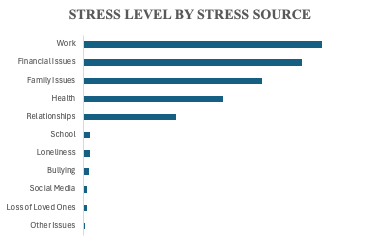 STRESS LEVEL BY STRESS SOURCE
Work
Financial Issues
Family Issues
Health
Relationships
School
Loneliness
Bullying
Social Media
Loss of Loved Ones
Other Issues